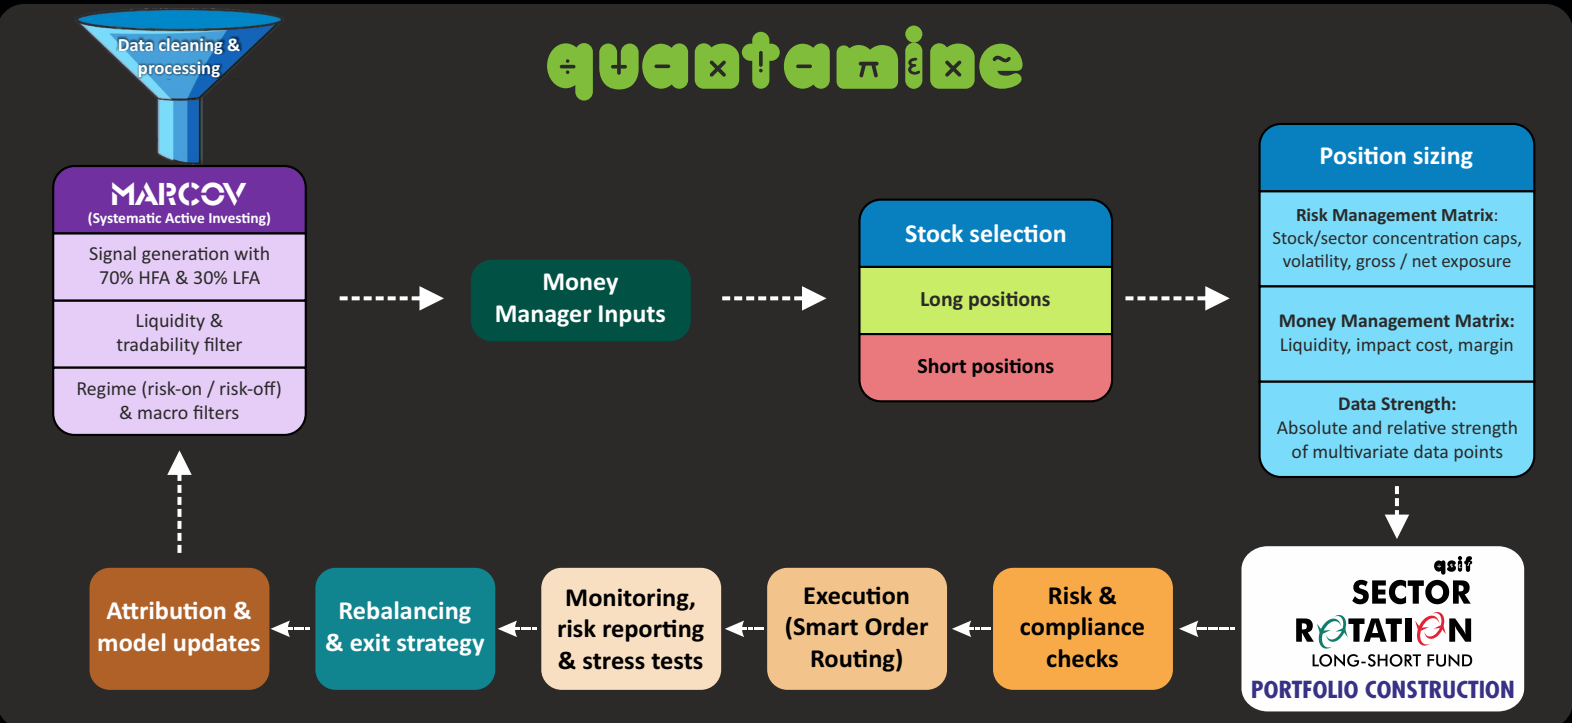 Data cleaning &
processing
quantamine
MARCOV
(Systematic Active Investing)
Signal generation with
70% HFA & 30% LFA
Liquidity &
tradability filter
Regime (risk-on / risk-off)
& macro filters
Money
Manager Inputs
Stock selection
Long positions
Short positions
Position sizing
Risk Management Matrix:
Stock/sector concentration caps,
volatility, gross / net exposure
Money Management Matrix:
Liquidity, impact cost, margin
Data Strength:
Absolute and relative strength
of multivariate data points
qsif
SECTOR
ROTATION
LONG-SHORT FUND
PORTFOLIO CONSTRUCTION
Risk &
compliance
checks
Execution
(Smart Order
Routing)
Monitoring,
risk reporting
& stress tests
Rebalancing
& exit strategy
Attribution &
model updates